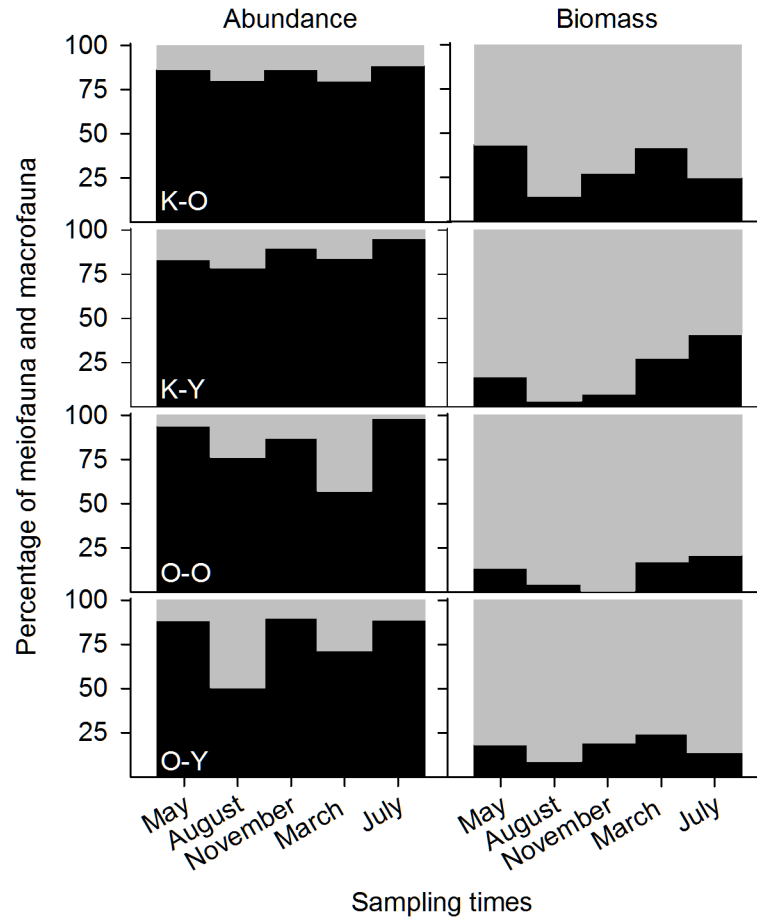 Abundance Biomass
Percentage of meiofauna and macrofauna
100
75
50
25
K-O
100
75
50
25
K-Y
100
75
50
25
O-O
100
75
50
25
O-Y
May August November March July May August November March July
Sampling times